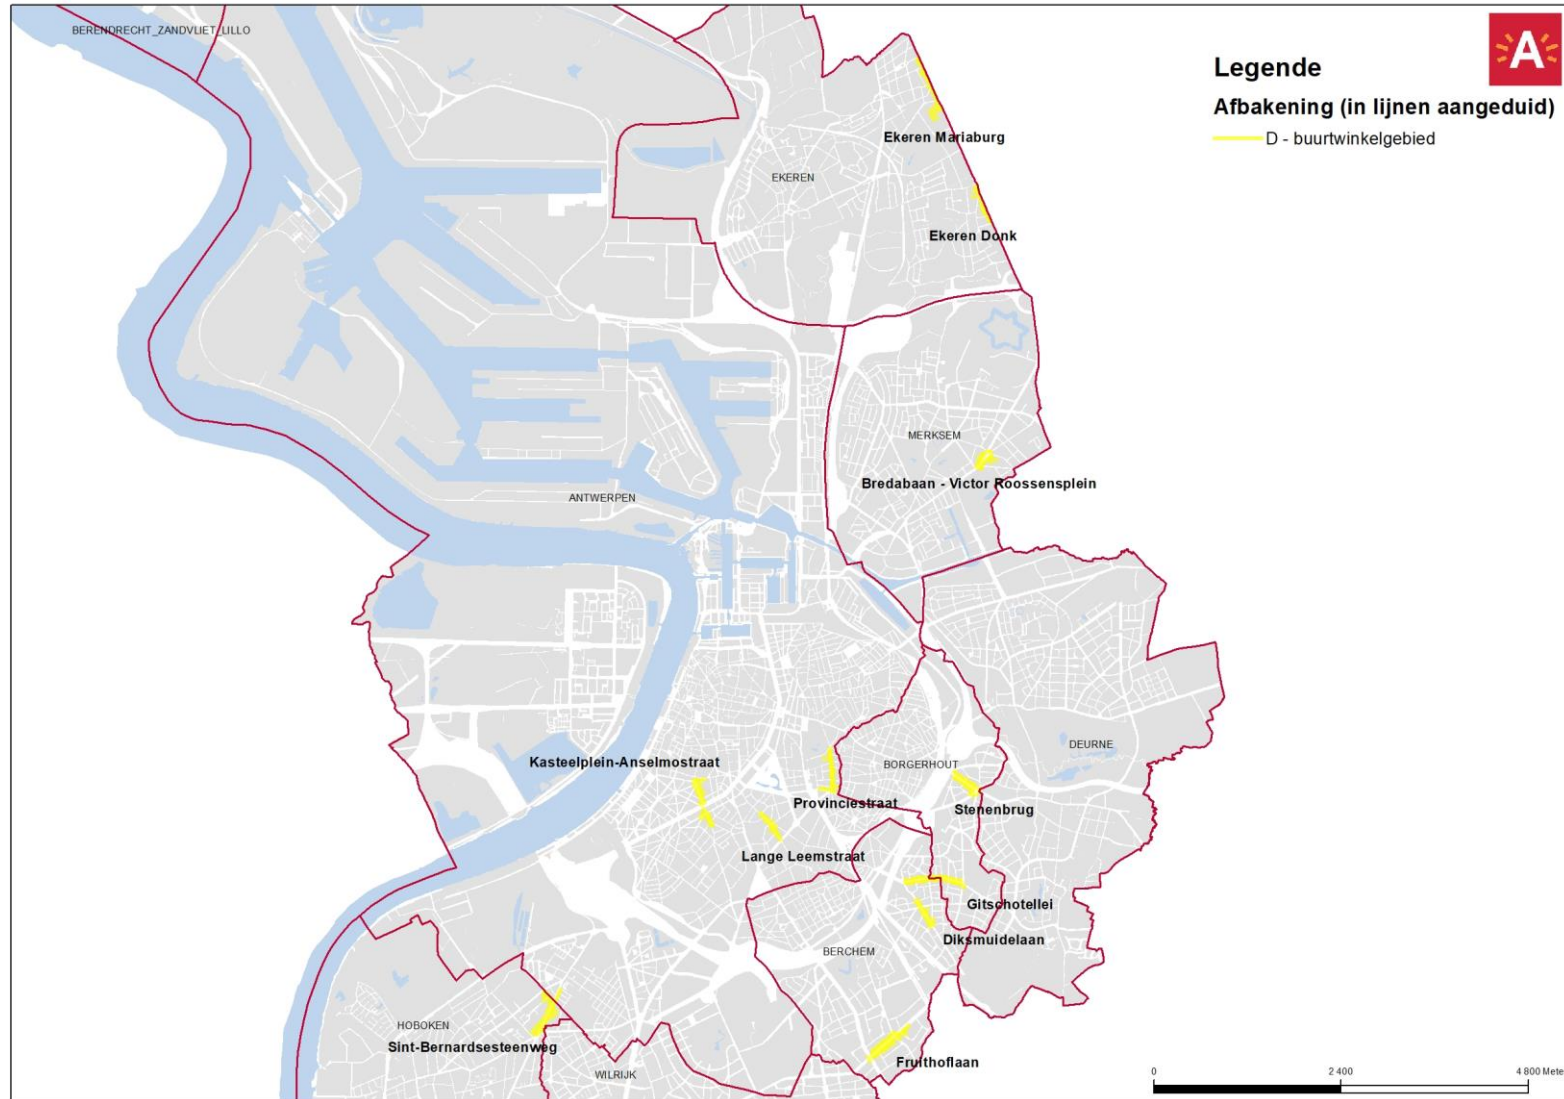 BERENDRECHT_ZANDVLIET_LILLO
A
Legende
Afbakening (in lijnen aangeduid)
D - buurtwinkelgebied
Ekeren Mariaburg
EKEREN
Ekeren Donk
MERKSEM
Bredabaan - Victor Roossensplein
ANTWERPEN
DEURNE
Kasteelplein-Anselmostraat
BORGERHOUT
Provinciestraat
Stenenbrug
Lange Leemstraat
Gitschotellei
Diksmuidelaan
BERCHEM
HOBOKEN
Sint-Bernardsesteenweg
Fruithoflaan
WILRIJK
0 2 400 4 800 Mete